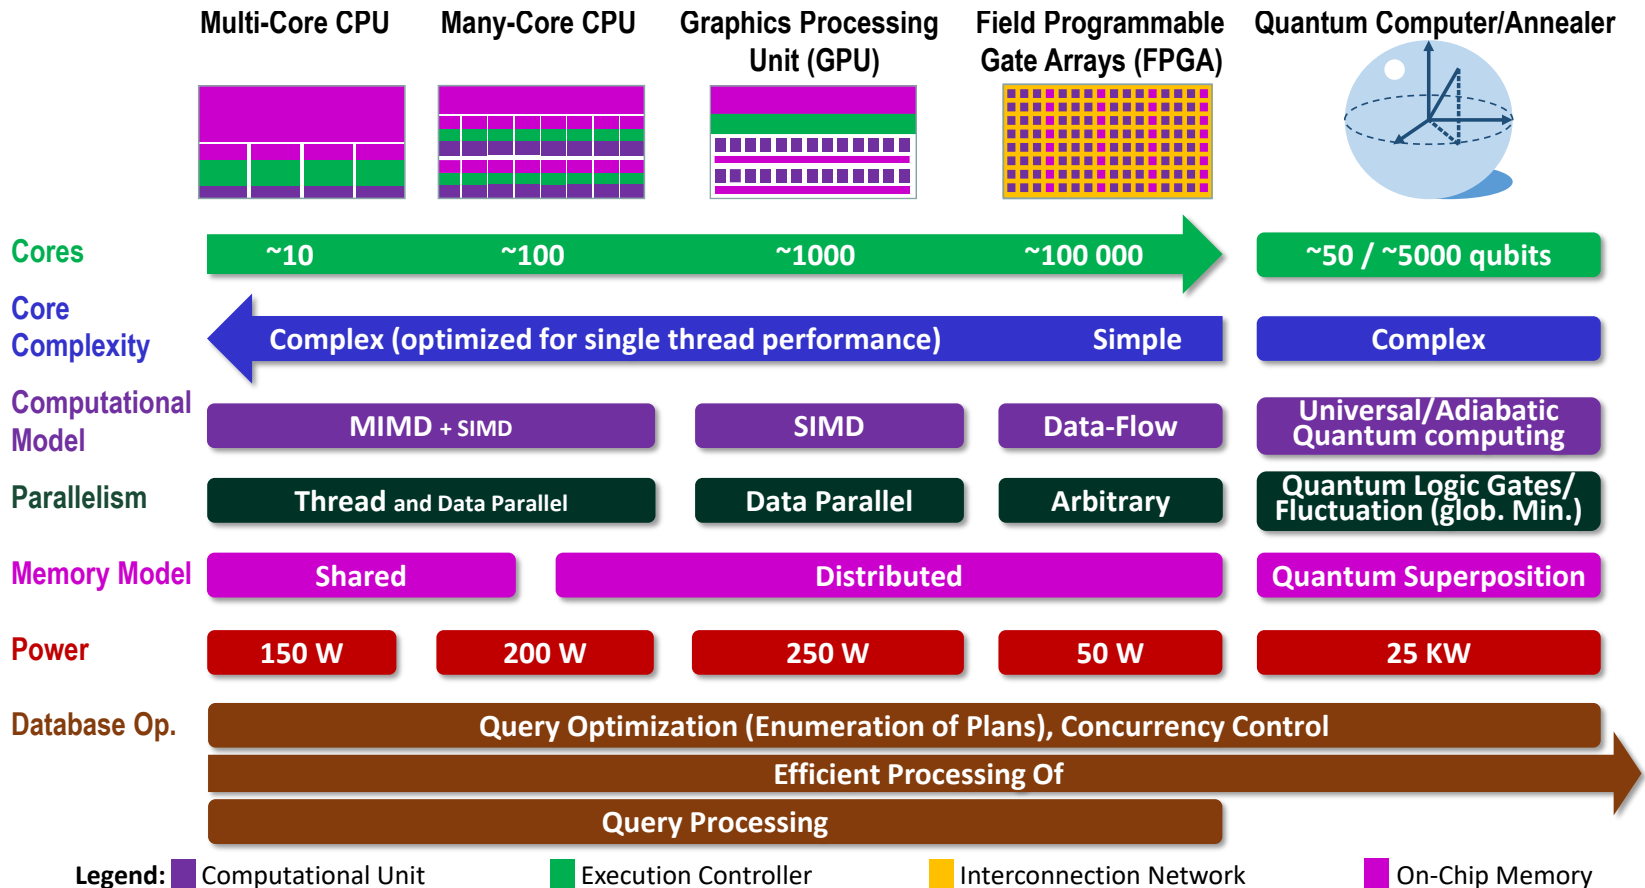 Multi-Core CPU
Many-Core CPU
Graphics Processing
Unit (GPU)
Field Programmable
Gate Arrays (FPGA)
Quantum Computer/Annealer
Cores
~10
~100
~1000
~100 000
~50 / ~5000 qubits
Core
Complexity
Complex (optimized for single thread performance)
Simple
Complex
Computational
Model
MIMD + SIMD
SIMD
Data-Flow
Universal/Adiabatic
Quantum computing
Parallelism
Thread and Data Parallel
Data Parallel
Arbitrary
Quantum Logic Gates/
Fluctuation (glob. Min.)
Memory Model
Shared
Distributed
Quantum Superposition
Power
150 W
200 W
250 W
50 W
25 KW
Database Op.
Query Optimization (Enumeration of Plans), Concurrency Control
Efficient Processing Of
Query Processing
Legend:
Computational Unit
Execution Controller
Interconnection Network
On-Chip Memory